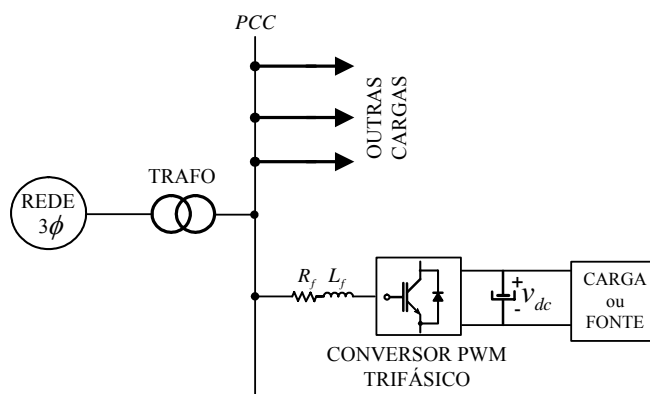 PCC
OUTRAS
CARGAS
TRAFO
REDE
3ϕ
R_f L_f
+
v_dc
-
CARGA
ou
FONTE
CONVERSOR PWM
TRIFÁSICO